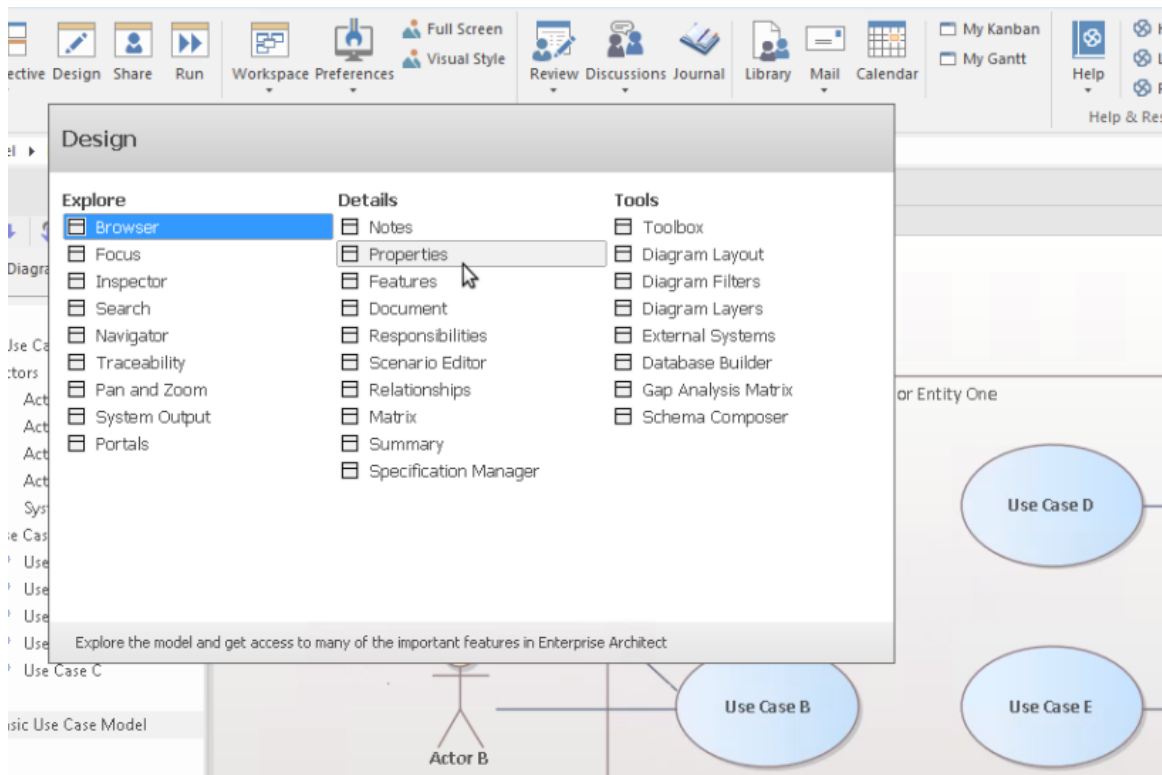 Full Screen
My Kanban
Visual Style
My Gantt
Design Share Run Workspace Preferences Review Discussions Journal Library Mail Calendar Help
Help &
Design
Explore
Browser
Focus
Inspector
Search
Navigator
Traceability
Pan and Zoom
System Output
Portals
Details
Notes
Properties
Features
Document
Responsibilities
Scenario Editor
Relationships
Matrix
Summary
Specification Manager
Tools
Toolbox
Diagram Layout
Diagram Filters
Diagram Layers
External Systems
Database Builder
Gap Analysis Matrix
Schema Composer
Explore the model and get access to many of the important features in Enterprise Architect
Use Case C
Use Case Model
or Entity One
Use Case D
Use Case B
Use Case E
Actor B